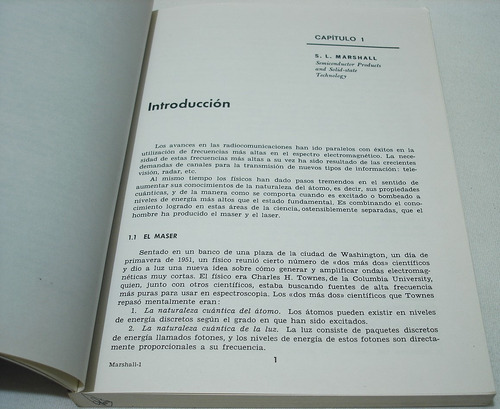 CAPÍTULO 1
S. L. MARSHALL
Semiconductor Products
and Solid-state
Technology
Introducción
Los avances en las radiocomunicaciones han ido paralelos con éxitos en la
utilización de frecuencias más altas en el espectro electromagnético. La nece-
sidad de estas frecuencias más altas a su vez ha sido resultado de las crecientes
demandas de canales para la transmisión de nuevos tipos de información: tele-
visión, radar, etc.
Al mismo tiempo los físicos han dado pasos tremendos en el sentido de
aumentar sus conocimientos de la naturaleza del átomo, es decir, sus propiedades
cuánticas, y de la manera como se comporta cuando es excitado o bombeado a
niveles de energía más altos que el estado fundamental. Es combinando el cono-
cimiento logrado en estas áreas de la ciencia, ostensiblemente separadas, que el
hombre ha producido el maser y el laser.
1.1 EL MASER
Sentado en un banco de una plaza de la ciudad de Washington, un día de
primavera de 1951, un físico reunió cierto número de «dos más dos» científicos
y dio a luz una nueva idea sobre cómo generar y amplificar ondas electromag-
néticas muy cortas. El físico era Charles H. Townes, de la Columbia University,
quien, junto con otros científicos, estaba buscando fuentes de alta frecuencia
más puras para usar en espectroscopia. Los «dos más dos» científicos que Townes
repasó mentalmente eran:
1. La naturaleza cuántica del átomo. Los átomos pueden existir en niveles
de energía discretos según el grado en que han sido excitados.
2. La naturaleza cuántica de la luz. La luz consiste de paquetes discretos
de energía llamados fotones, y los niveles de energía de estos fotones son directa-
mente proporcionales a su frecuencia.
Marshall-I
1